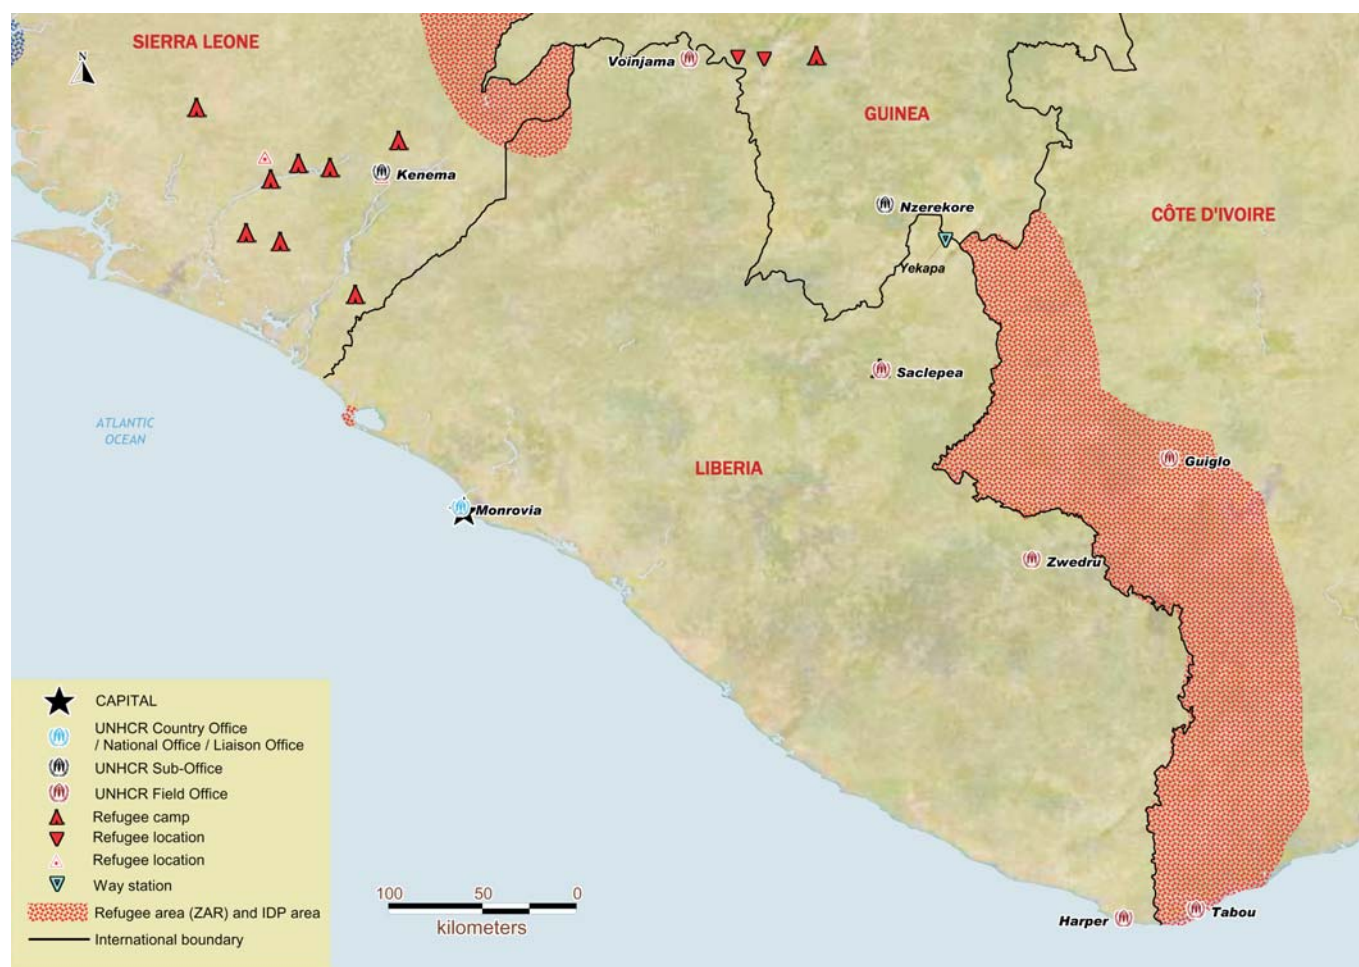 SIERRA LEONE
N
Voinjama
GUINEA
Kenema
Nzerekore
CÔTE D'IVOIRE
Yekapa
Saclepea
ATLANTIC
OCEAN
LIBERIA
Guiglo
Monrovia
Zwedru
CAPITAL
UNHCR Country Office
/ National Office / Liaison Office
UNHCR Sub-Office
UNHCR Field Office
Refugee camp
Refugee location
Refugee location
Way station
Refugee area (ZAR) and IDP area
International boundary
100 50 0
kilometers
Harper
Tabou